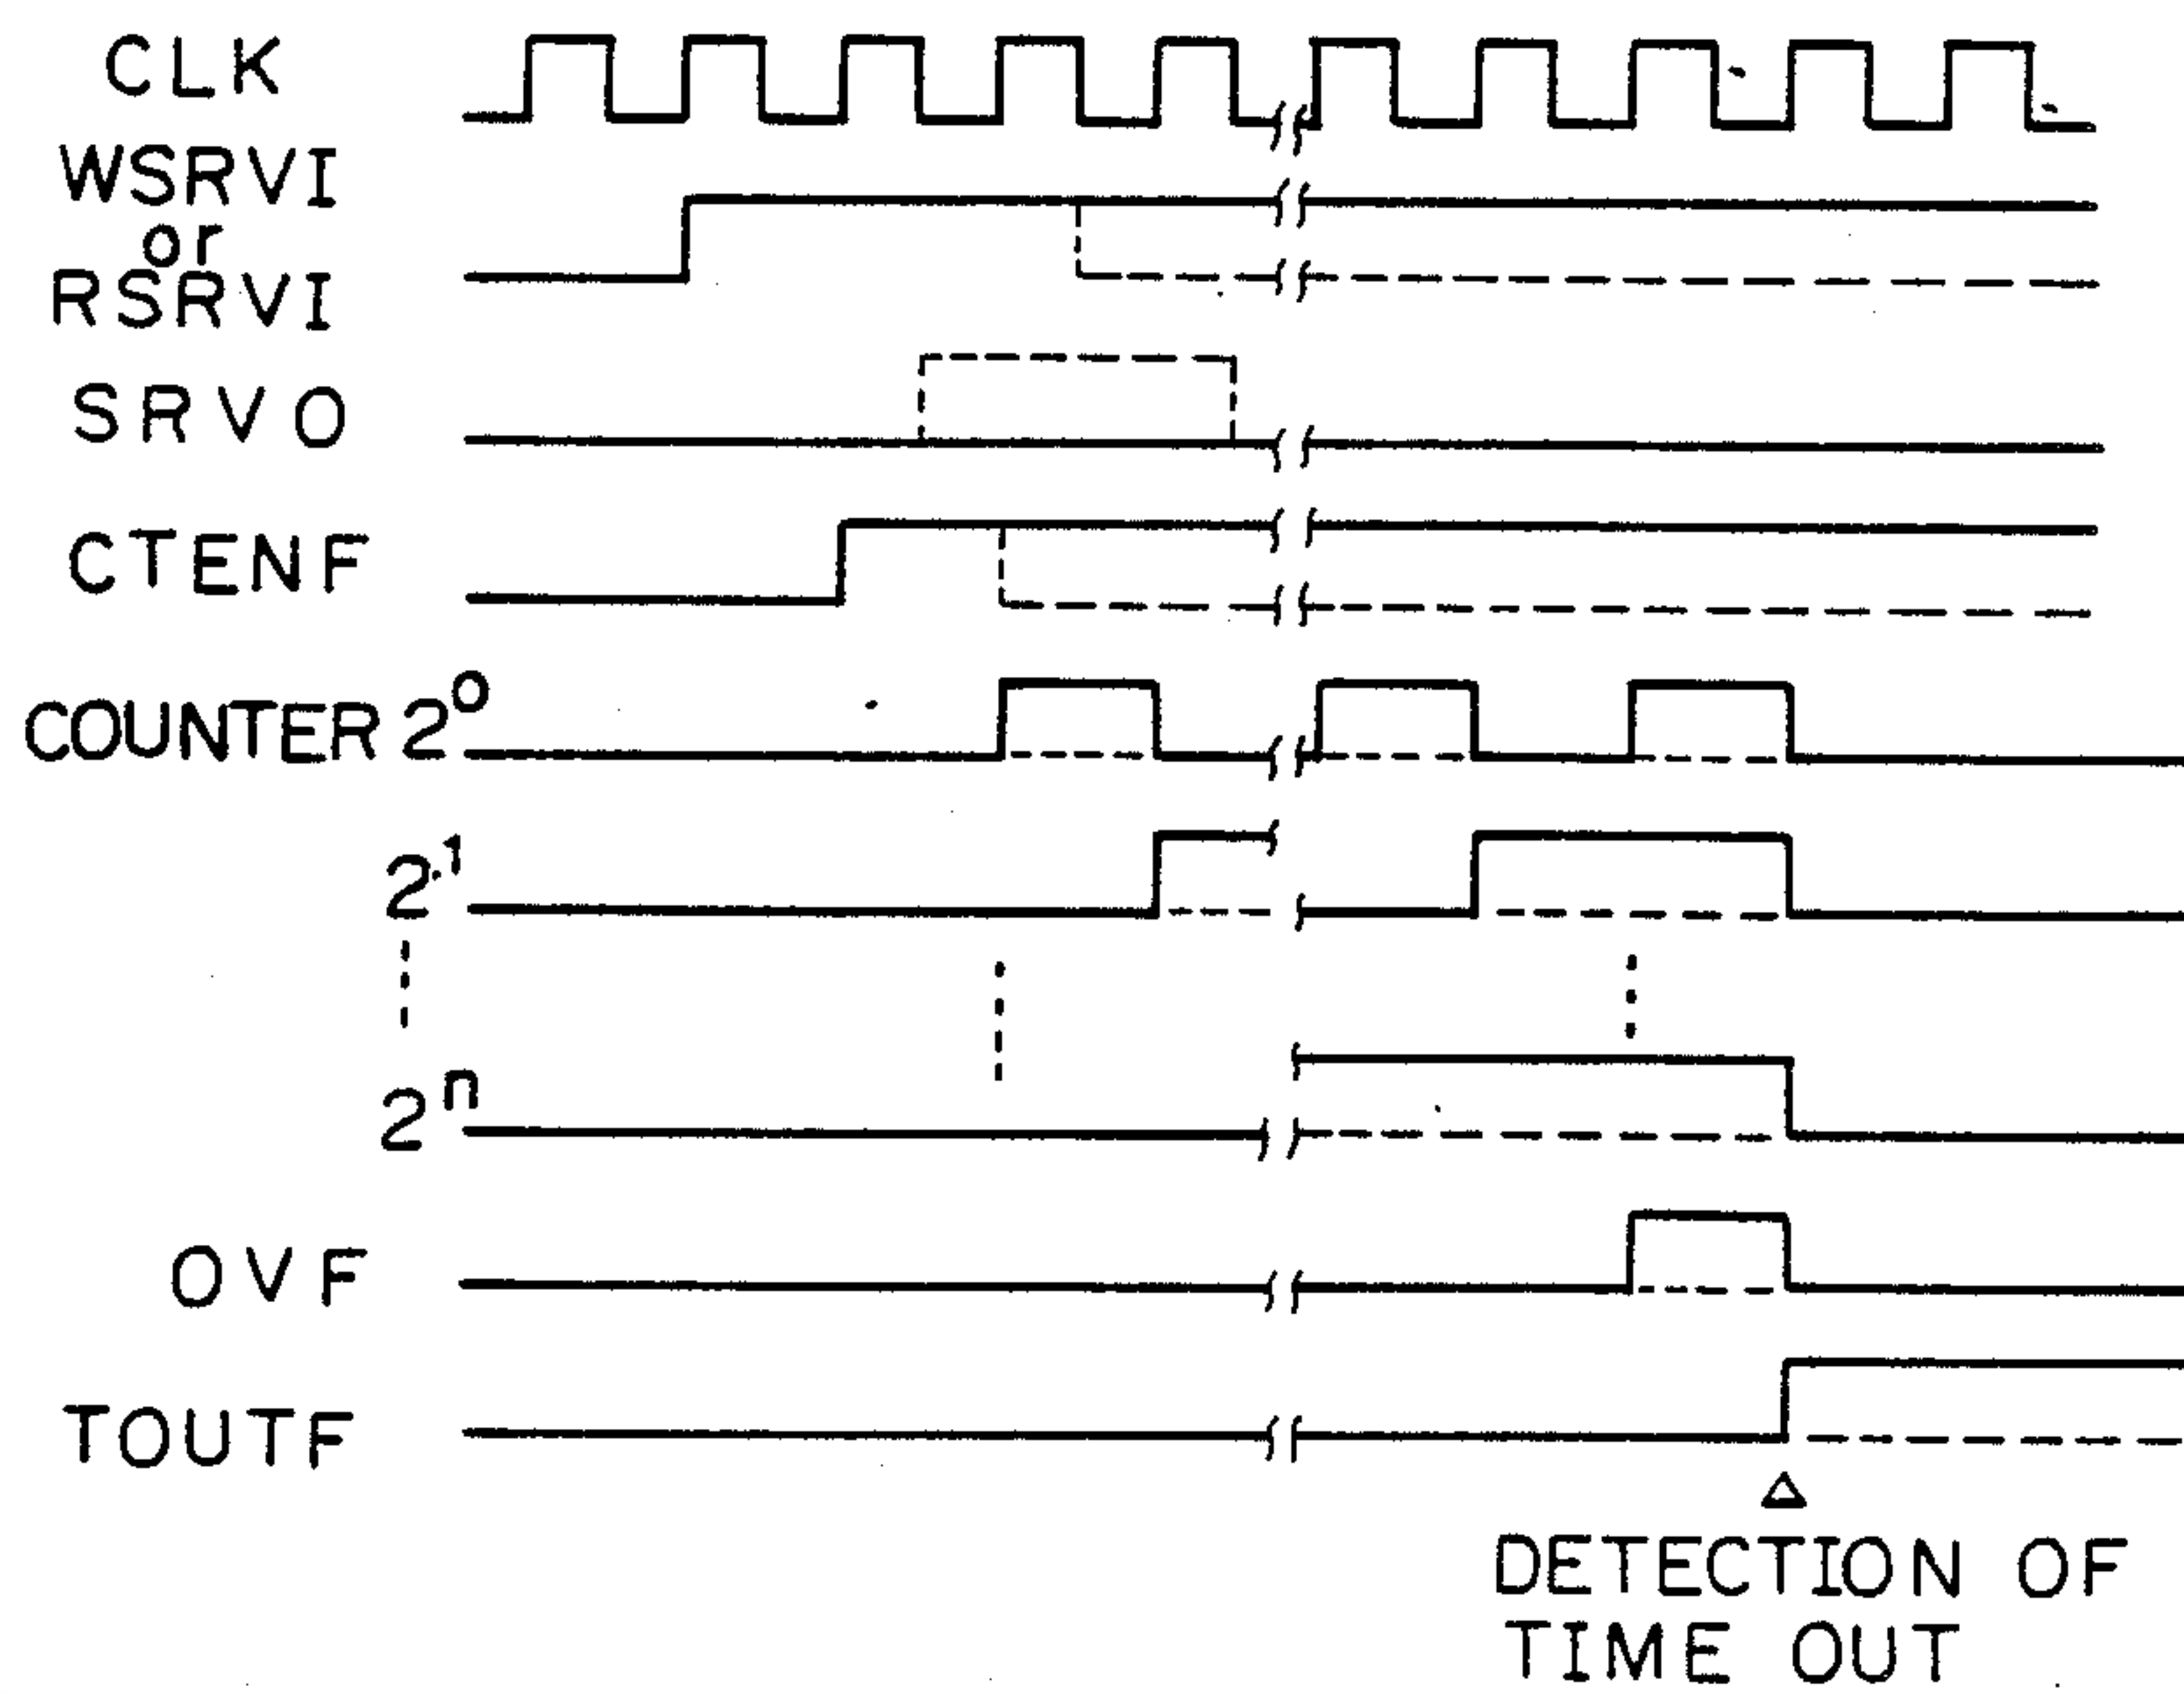 CLK
WSRVI
or
RSRVI
SRVO
CTENF
COUNTER 2⁰
2¹
2ⁿ
OVF
TOUTF
DETECTION OF
TIME OUT